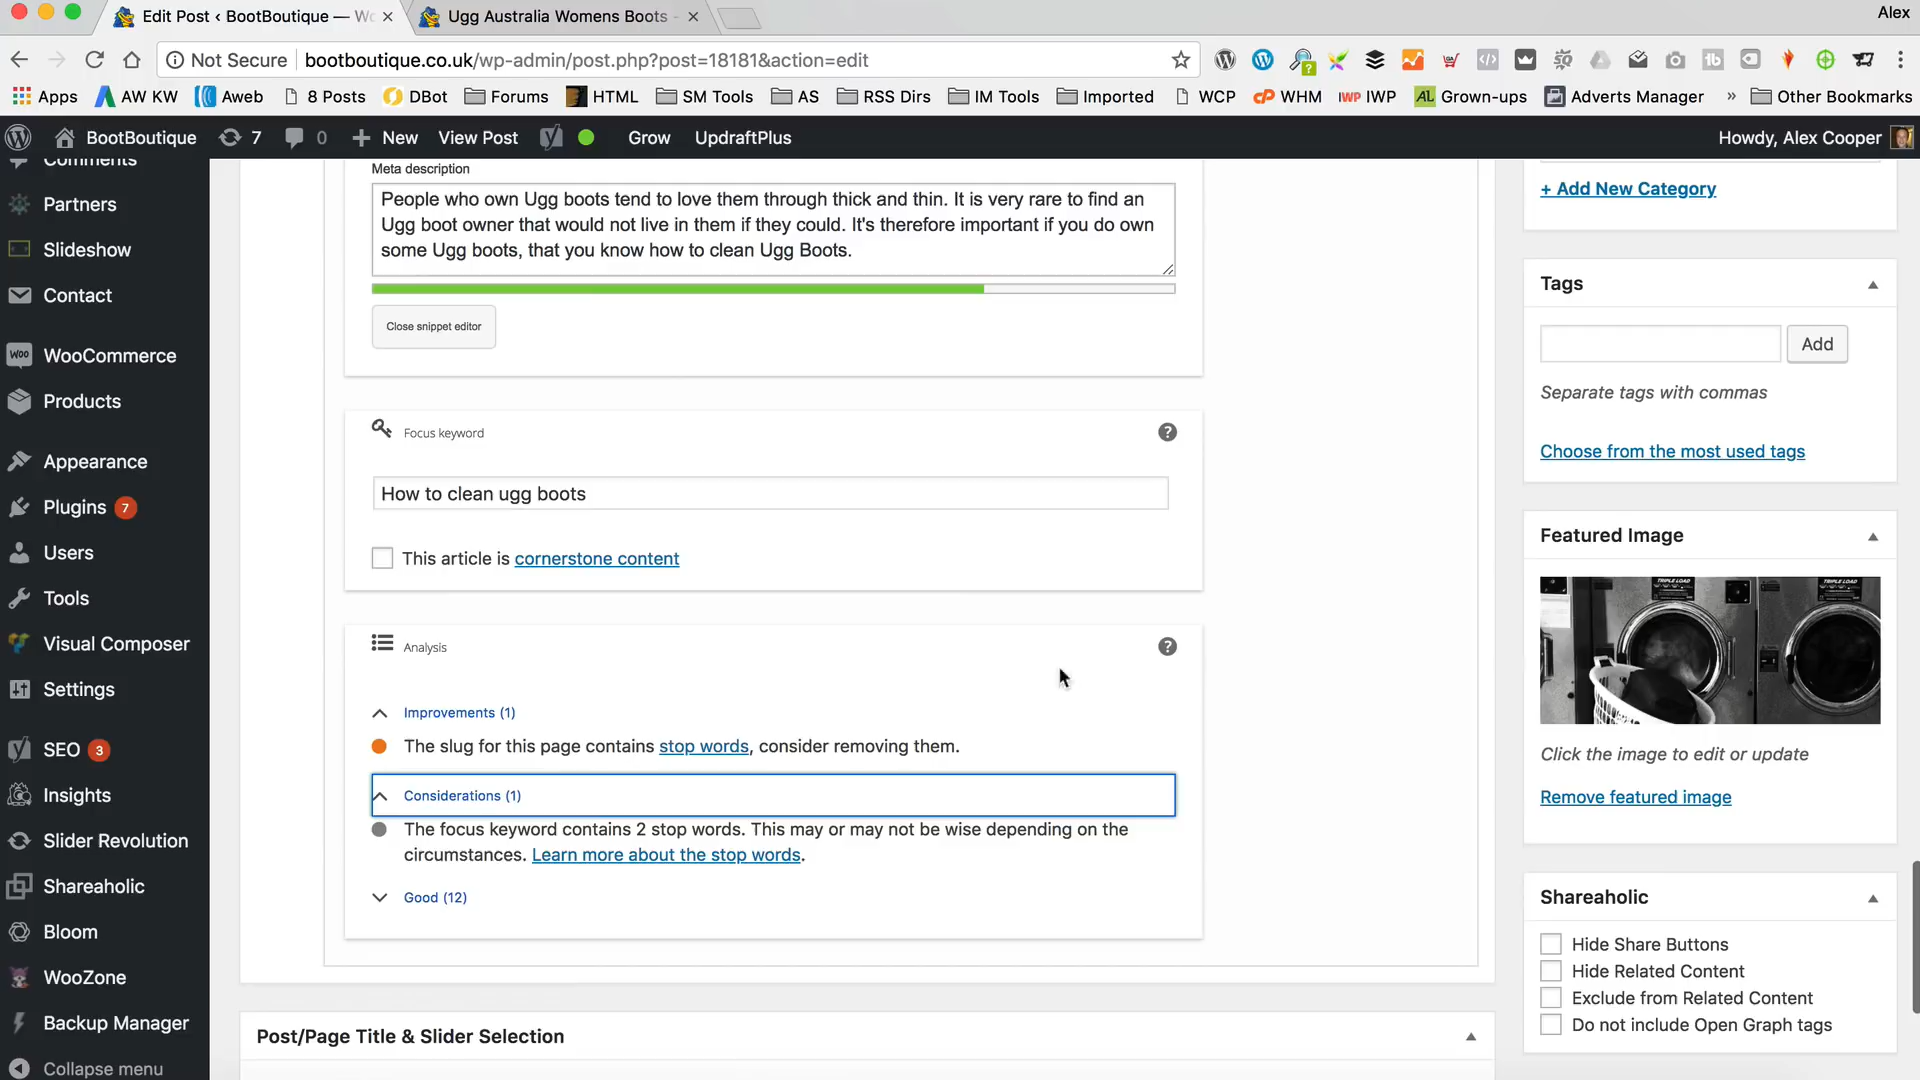 Edit Post ‹ BootBoutique — Wo
Ugg Australia Womens Boots -
Alex
Not Secure
bootboutique.co.uk/wp-admin/post.php?post=18181&action=edit
Apps
AW KW
Aweb
8 Posts
DBot
Forums
HTML
SM Tools
AS
RSS Dirs
IM Tools
Imported
WCP
cP WHM
IWP IWP
AL Grown-ups
Adverts Manager
»
Other Bookmarks
BootBoutique
7
0
New
View Post
Grow
UpdraftPlus
Howdy, Alex Cooper
Comments
Partners
Slideshow
Contact
WOO WooCommerce
Products
Appearance
Plugins 7
Users
Tools
Visual Composer
Settings
SEO 3
Insights
Slider Revolution
Shareaholic
Bloom
WooZone
Backup Manager
Collapse menu
Meta description
People who own Ugg boots tend to love them through thick and thin. It is very rare to find an
Ugg boot owner that would not live in them if they could. It's therefore important if you do own
some Ugg boots, that you know how to clean Ugg Boots.
Close snippet editor
Focus keyword
?
How to clean ugg boots
This article is cornerstone content
Analysis
?
Improvements (1)
The slug for this page contains stop words, consider removing them.
Considerations (1)
The focus keyword contains 2 stop words. This may or may not be wise depending on the
circumstances. Learn more about the stop words.
Good (12)
Post/Page Title & Slider Selection
+ Add New Category
Tags
Add
Separate tags with commas
Choose from the most used tags
Featured Image
TRIPLE LOAD
TRIPLE LOAD
Click the image to edit or update
Remove featured image
Shareaholic
Hide Share Buttons
Hide Related Content
Exclude from Related Content
Do not include Open Graph tags